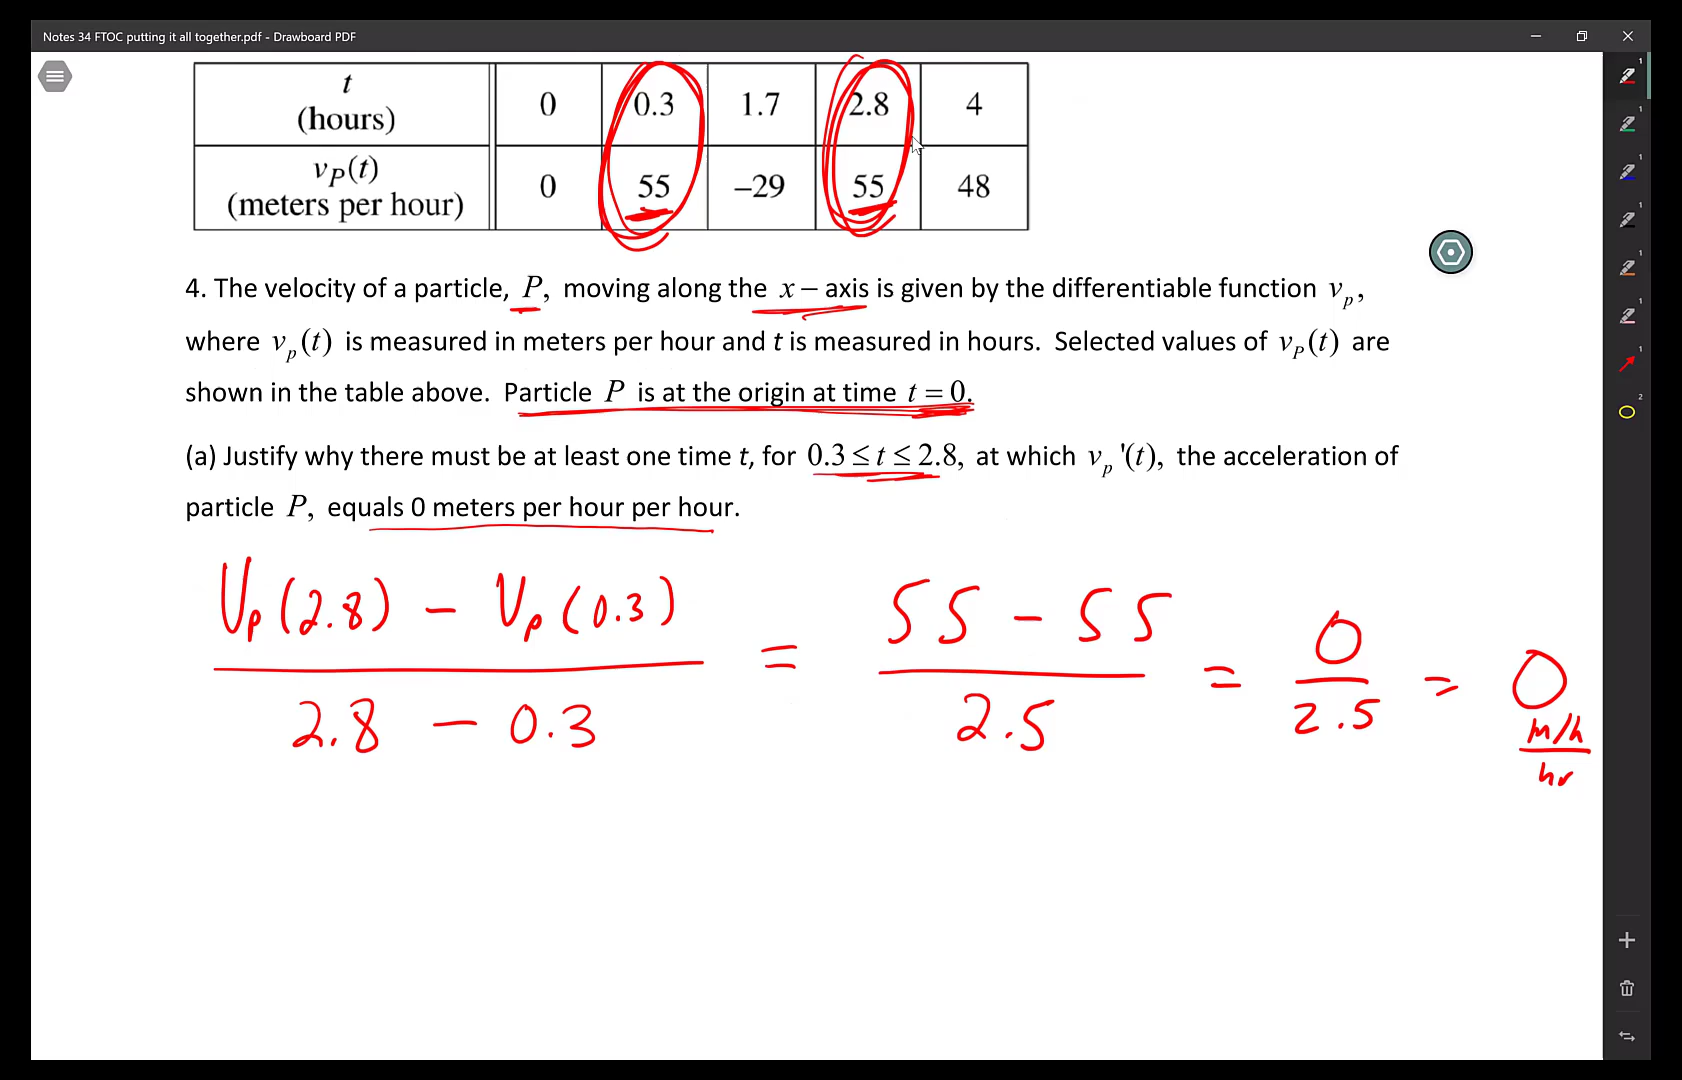 Notes 34 FTOC putting it all together.pdf - Drawboard PDF
t (hours) 0 0.3 1.7 2.8 4
v_P(t) (meters per hour) 0 55 –29 55 48
4. The velocity of a particle, P, moving along the x – axis is given by the differentiable function v_p,
where v_p(t) is measured in meters per hour and t is measured in hours. Selected values of v_P(t) are
shown in the table above. Particle P is at the origin at time t = 0.
(a) Justify why there must be at least one time t, for 0.3 ≤ t ≤ 2.8, at which v_p'(t), the acceleration of
particle P, equals 0 meters per hour per hour.
(V_p(2.8) – V_p(0.3)) / (2.8 – 0.3) = (55 – 55) / 2.5 = 0 / 2.5 = 0 (m/h)/hr